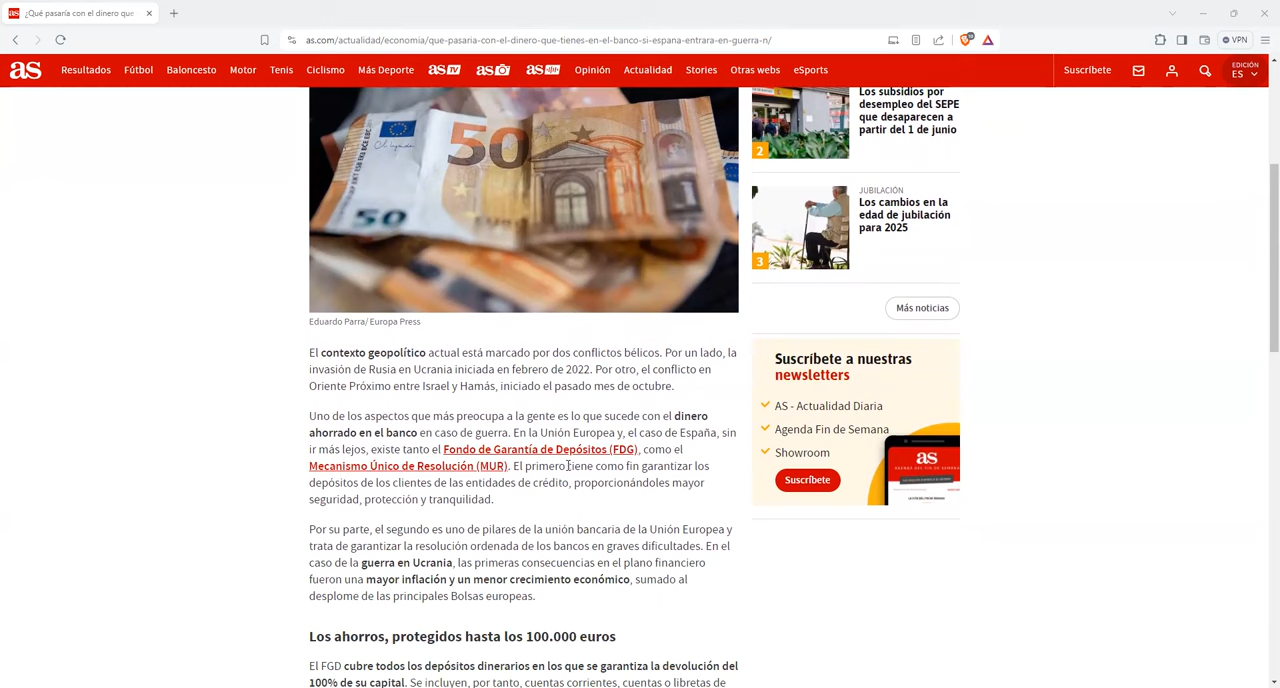 as ¿Qué pasaría con el dinero que
as.com/actualidad/economia/que-pasaria-con-el-dinero-que-tienes-en-el-banco-si-espana-entrara-en-guerra-n/
VPN
as Resultados Fútbol Baloncesto Motor Tenis Ciclismo Más Deporte as TV as as Opinión Actualidad Stories Otras webs eSports Suscríbete EDICIÓN ES
50
50
Eduardo Parra/ Europa Press
El contexto geopolítico actual está marcado por dos conflictos bélicos. Por un lado, la
invasión de Rusia en Ucrania iniciada en febrero de 2022. Por otro, el conflicto en
Oriente Próximo entre Israel y Hamás, iniciado el pasado mes de octubre.
Uno de los aspectos que más preocupa a la gente es lo que sucede con el dinero
ahorrado en el banco en caso de guerra. En la Unión Europea y, el caso de España, sin
ir más lejos, existe tanto el Fondo de Garantía de Depósitos (FDG), como el
Mecanismo Único de Resolución (MUR). El primero tiene como fin garantizar los
depósitos de los clientes de las entidades de crédito, proporcionándoles mayor
seguridad, protección y tranquilidad.
Por su parte, el segundo es uno de pilares de la unión bancaria de la Unión Europea y
trata de garantizar la resolución ordenada de los bancos en graves dificultades. En el
caso de la guerra en Ucrania, las primeras consecuencias en el plano financiero
fueron una mayor inflación y un menor crecimiento económico, sumado al
desplome de las principales Bolsas europeas.
Los ahorros, protegidos hasta los 100.000 euros
El FGD cubre todos los depósitos dinerarios en los que se garantiza la devolución del
100% de su capital. Se incluyen, por tanto, cuentas corrientes, cuentas o libretas de
2
Los subsidios por
desempleo del SEPE
que desaparecen a
partir del 1 de junio
3
JUBILACIÓN
Los cambios en la
edad de jubilación
para 2025
Más noticias
Suscríbete a nuestras
newsletters
AS - Actualidad Diaria
Agenda Fin de Semana
Showroom
Suscríbete
as
AGENDA DEL FIN DE SEMANA